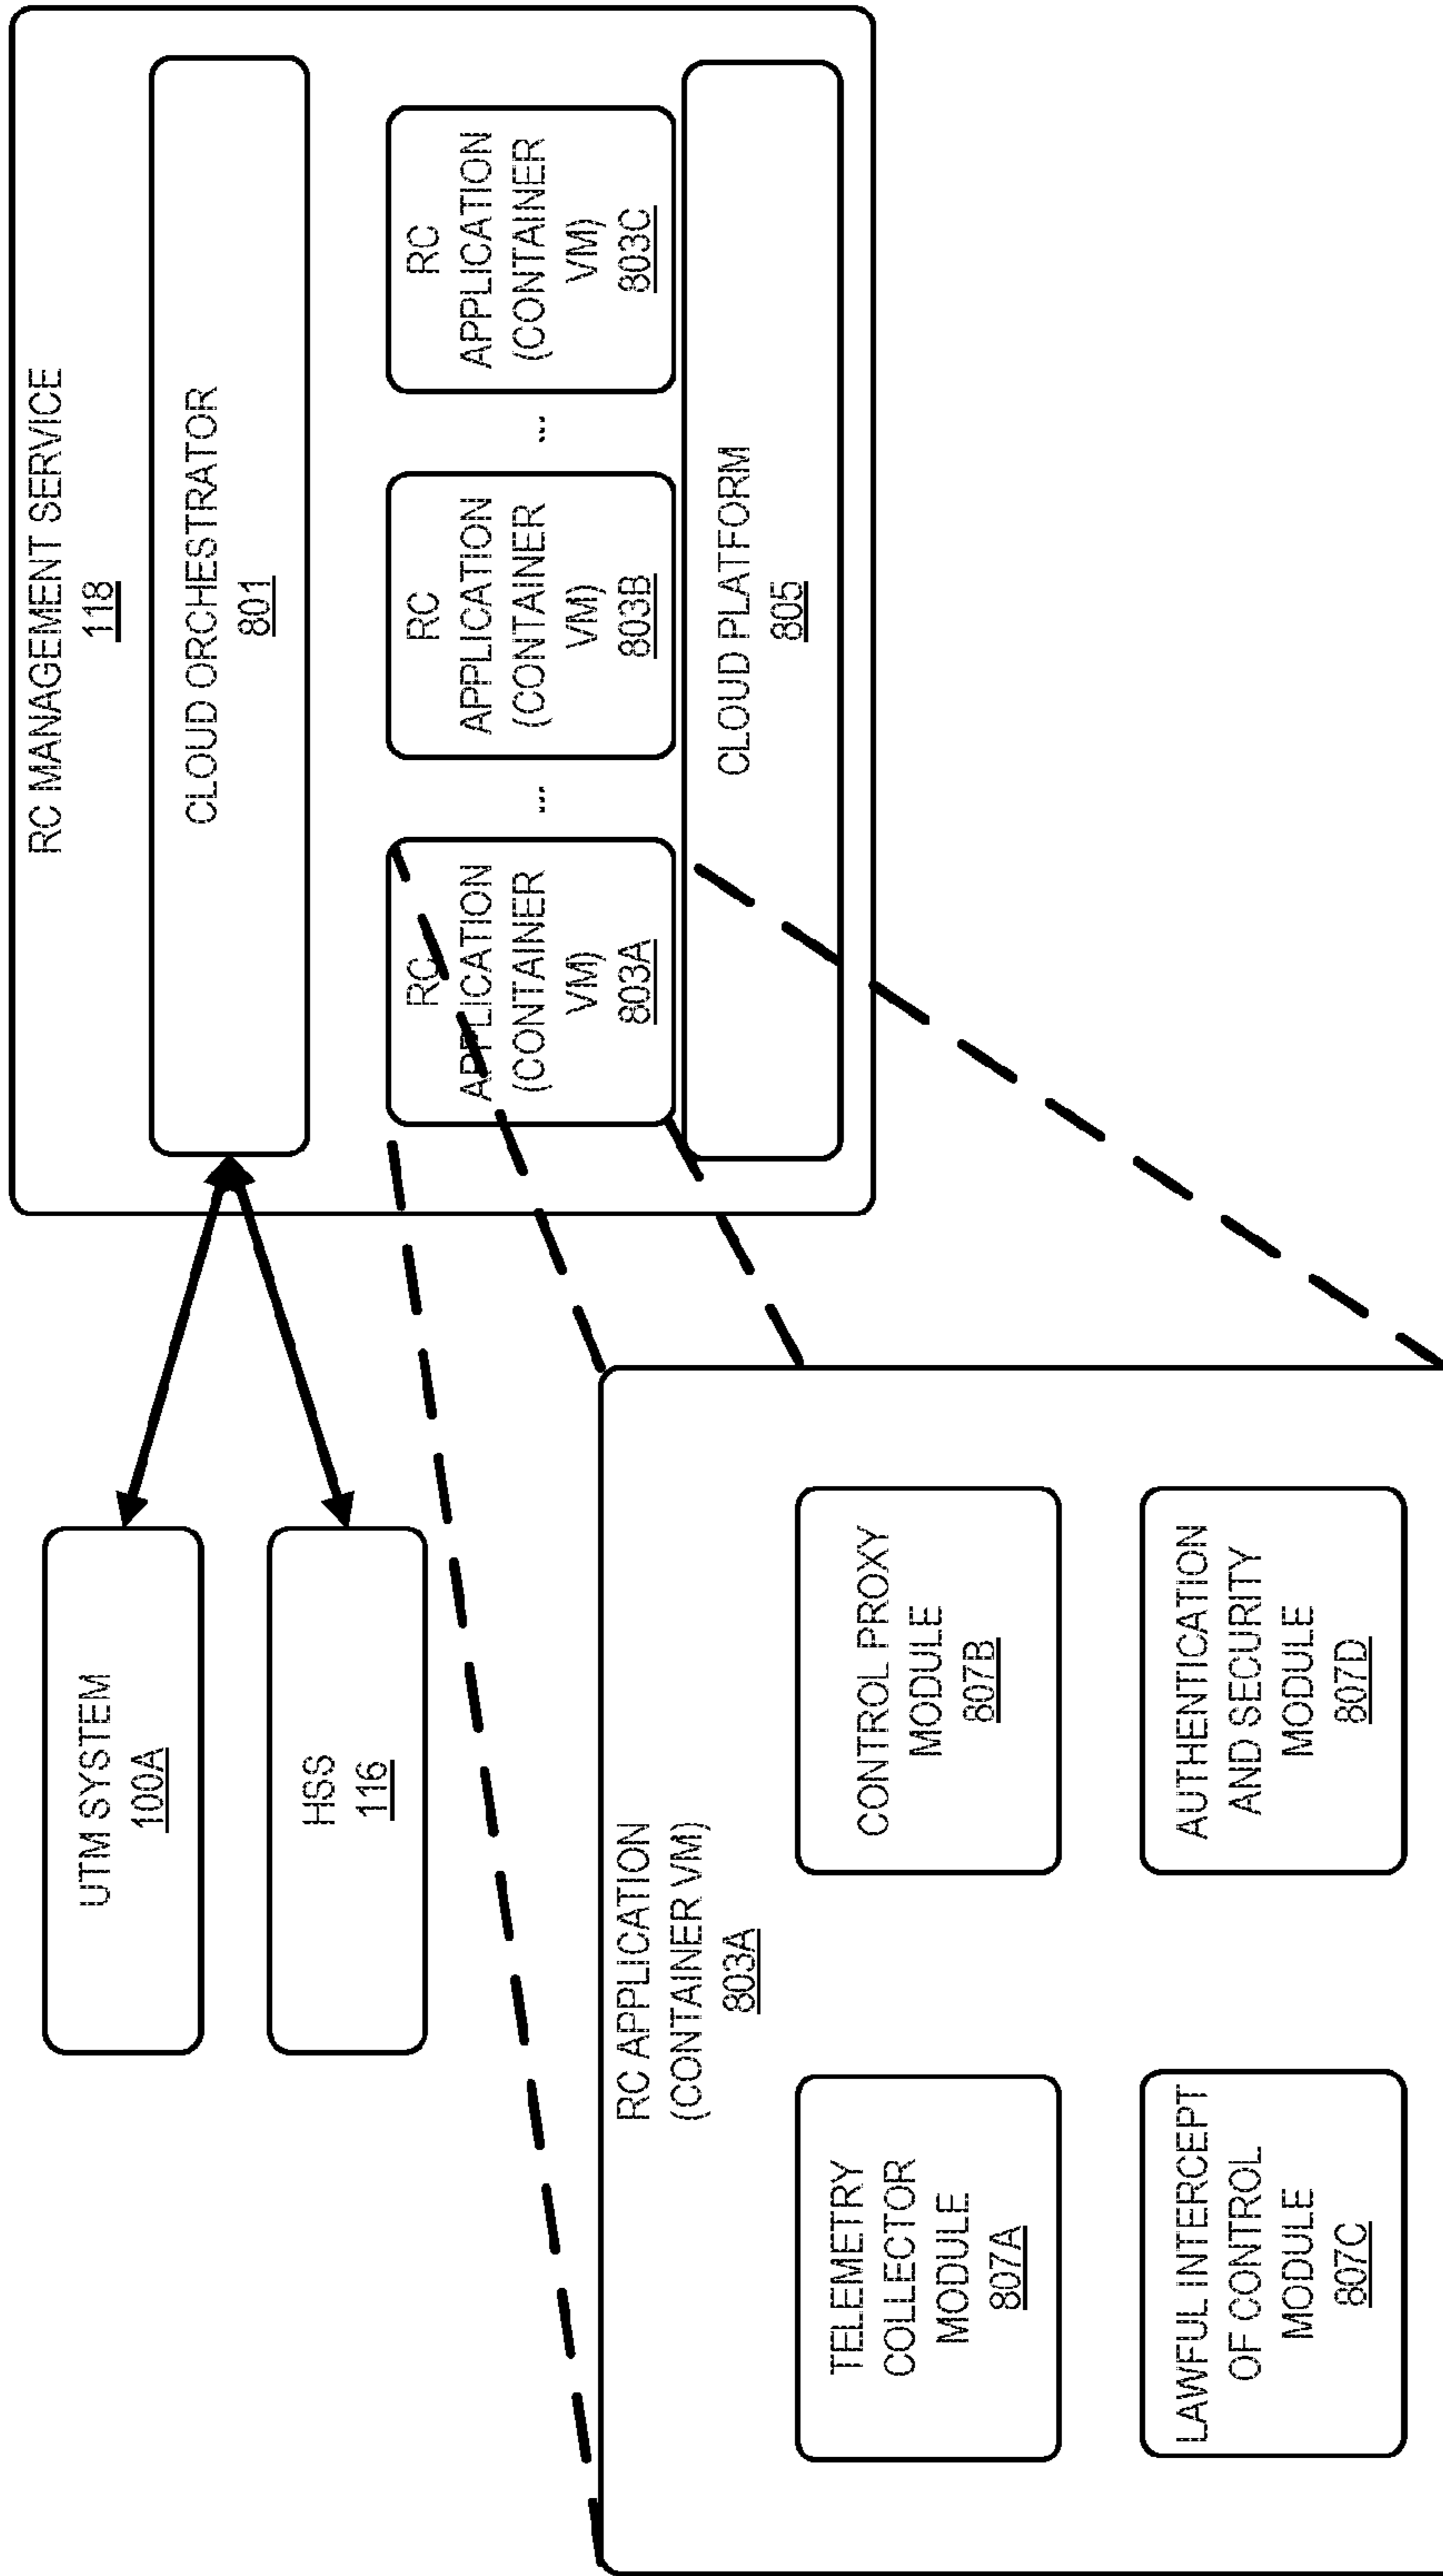 RC MANAGEMENT SERVICE
118
CLOUD ORCHESTRATOR
801
UTM SYSTEM
100A
HSS
116
RC
APPLICATION
(CONTAINER
VM)
803A
...
RC
APPLICATION
(CONTAINER
VM)
803B
...
RC
APPLICATION
(CONTAINER
VM)
803C
CLOUD PLATFORM
805
RC APPLICATION
(CONTAINER VM)
803A
TELEMETRY
COLLECTOR
MODULE
807A
CONTROL PROXY
MODULE
807B
LAWFUL INTERCEPT
OF CONTROL
MODULE
807C
AUTHENTICATION
AND SECURITY
MODULE
807D